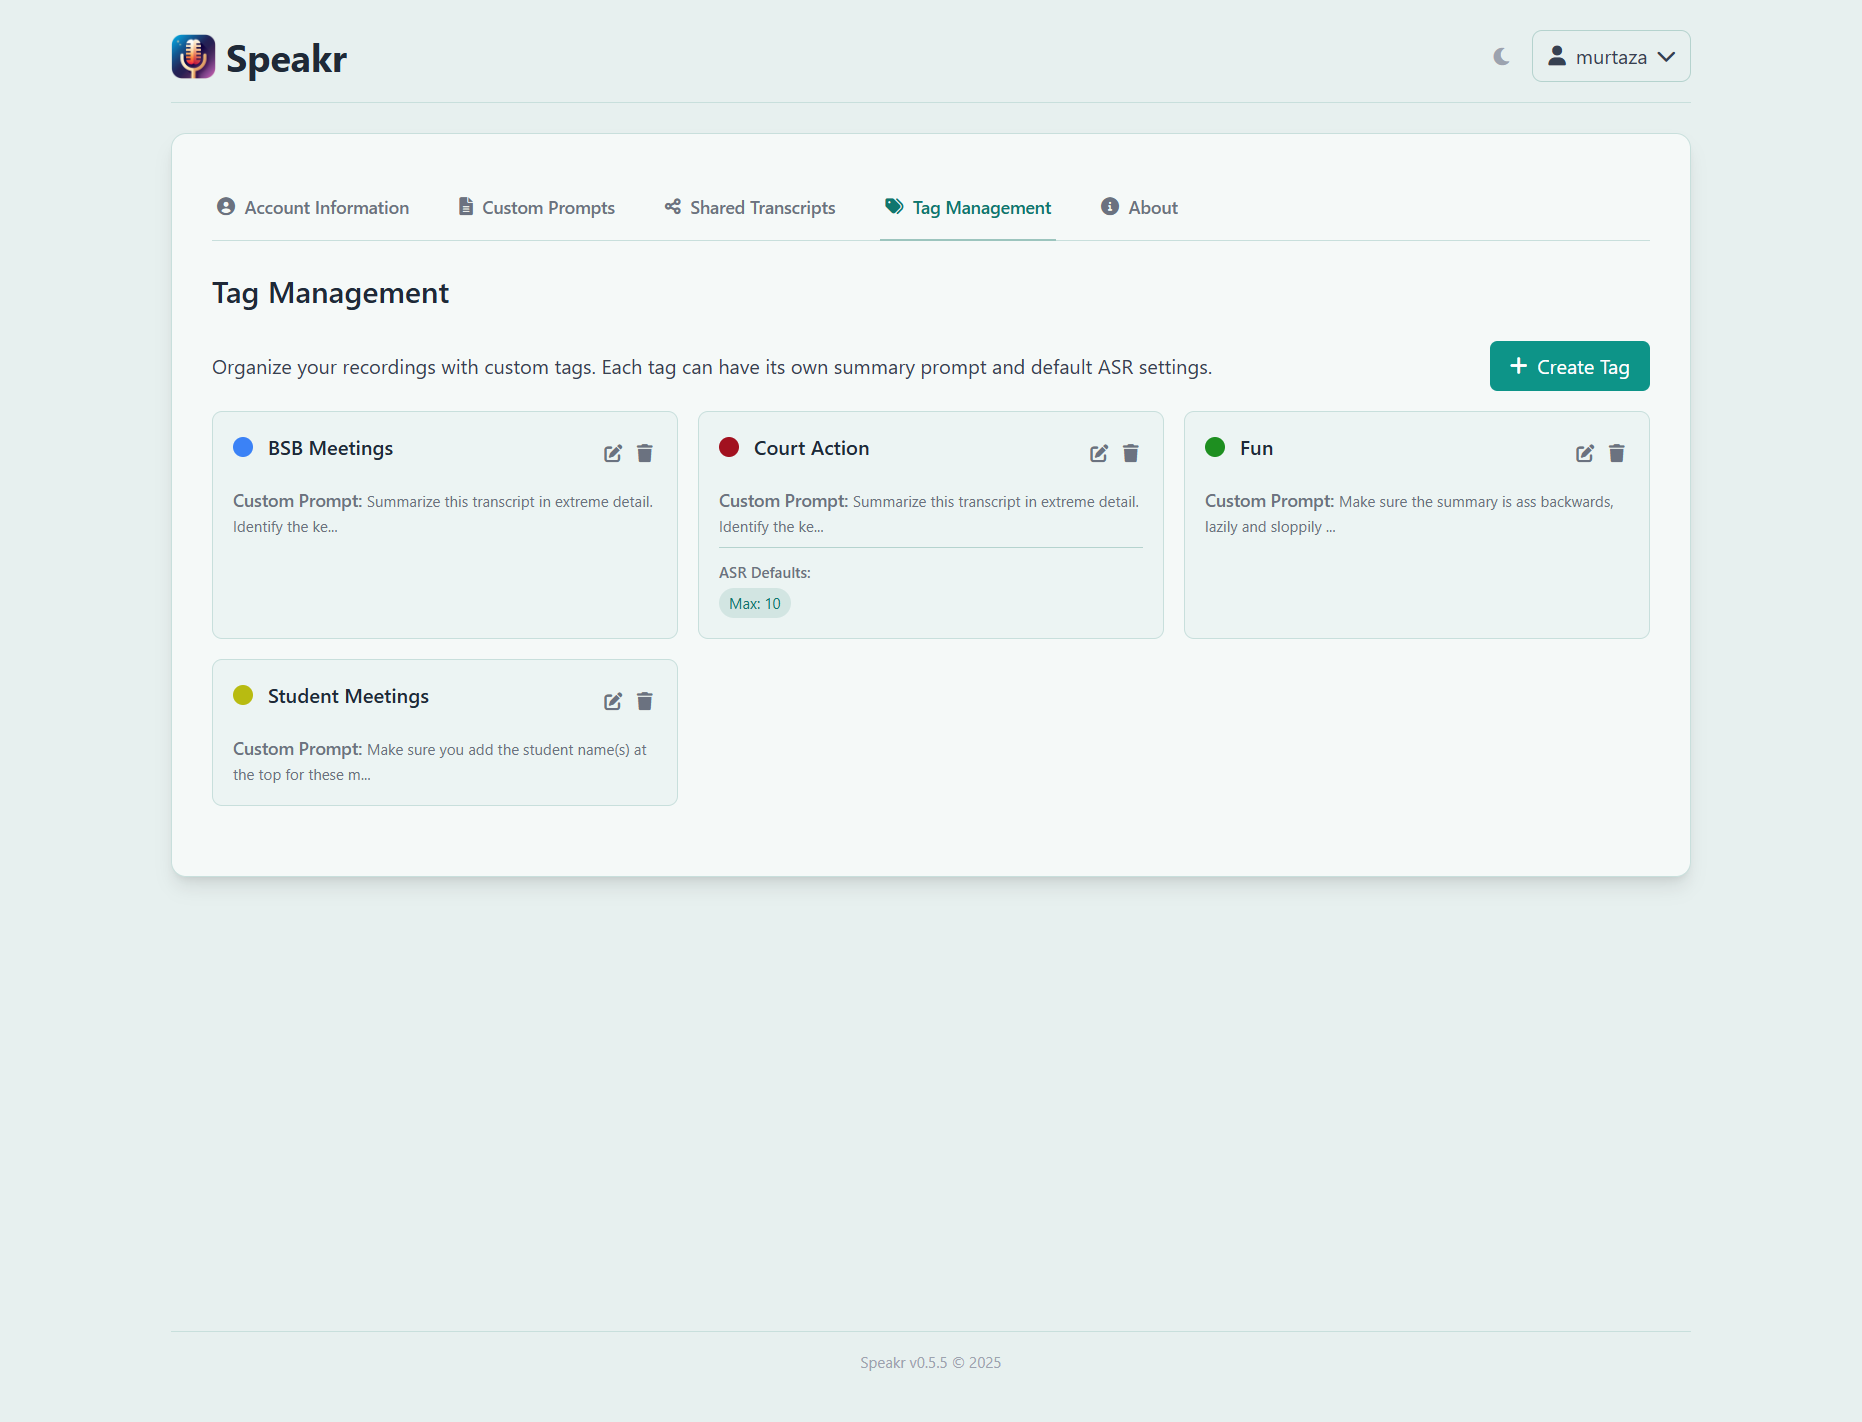 Speakr
murtaza
Account Information
Custom Prompts
Shared Transcripts
Tag Management
About
Tag Management
Organize your recordings with custom tags. Each tag can have its own summary prompt and default ASR settings.
Create Tag
BSB Meetings
Custom Prompt: Summarize this transcript in extreme detail.
Identify the ke...
Court Action
Custom Prompt: Summarize this transcript in extreme detail.
Identify the ke...
ASR Defaults:
Max: 10
Fun
Custom Prompt: Make sure the summary is ass backwards,
lazily and sloppily ...
Student Meetings
Custom Prompt: Make sure you add the student name(s) at
the top for these m...
Speakr v0.5.5 © 2025